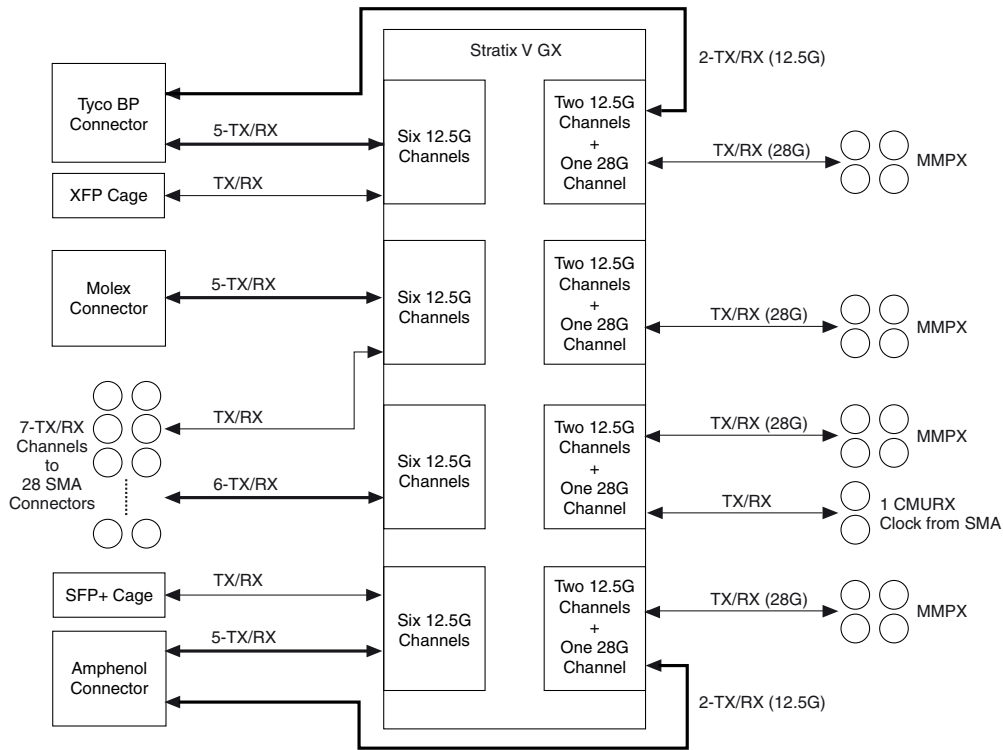 Stratix V GX
2-TX/RX (12.5G)
Tyco BP
Connector
5-TX/RX
Six 12.5G
Channels
Two 12.5G
Channels
+
One 28G
Channel
TX/RX (28G)
MMPX
XFP Cage
TX/RX
Molex
Connector
5-TX/RX
Six 12.5G
Channels
Two 12.5G
Channels
+
One 28G
Channel
TX/RX (28G)
MMPX
7-TX/RX
Channels
to
28 SMA
Connectors
TX/RX
6-TX/RX
Six 12.5G
Channels
Two 12.5G
Channels
+
One 28G
Channel
TX/RX (28G)
MMPX
TX/RX
1 CMURX
Clock from SMA
SFP+ Cage
TX/RX
Six 12.5G
Channels
Two 12.5G
Channels
+
One 28G
Channel
TX/RX (28G)
MMPX
5-TX/RX
Amphenol
Connector
2-TX/RX (12.5G)